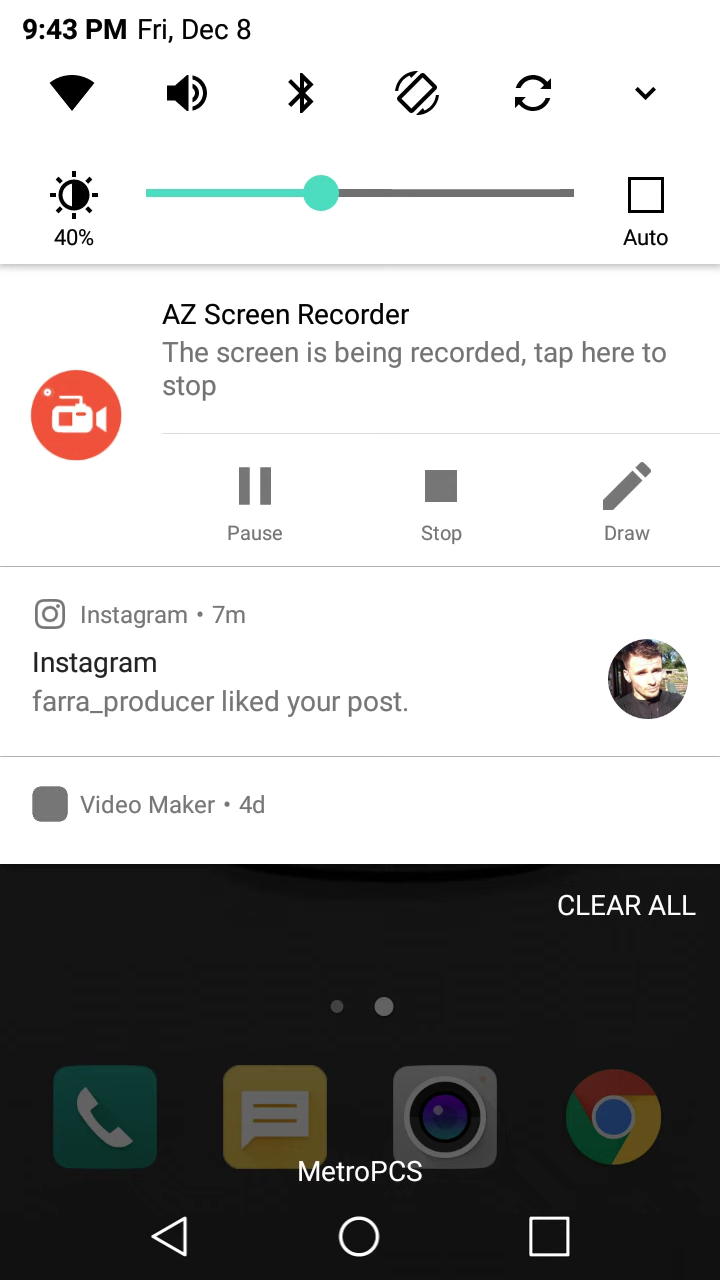 9:43 PM Fri, Dec 8
40%
Auto
AZ Screen Recorder
The screen is being recorded, tap here to
stop
Pause
Stop
Draw
Instagram • 7m
Instagram
farra_producer liked your post.
Video Maker • 4d
CLEAR ALL
MetroPCS